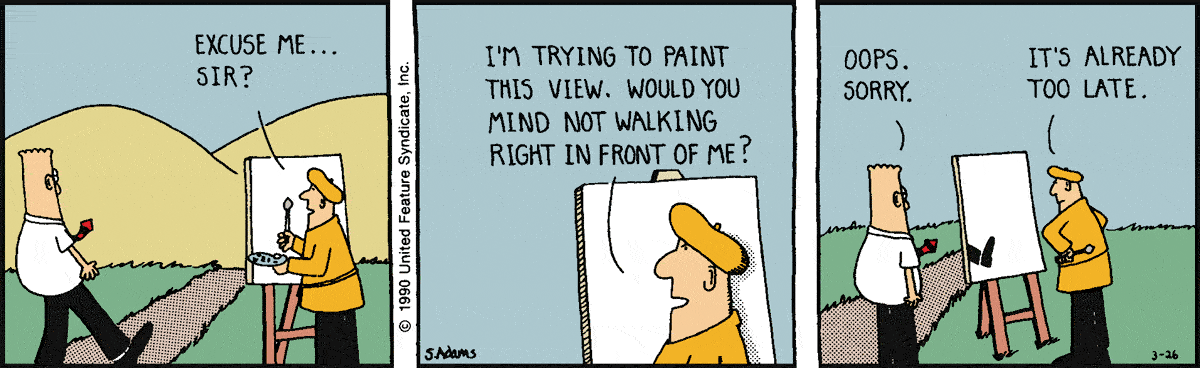 EXCUSE ME...
SIR?
© 1990 United Feature Syndicate, Inc.
I'M TRYING TO PAINT
THIS VIEW. WOULD YOU
MIND NOT WALKING
RIGHT IN FRONT OF ME?
S.Adams
OOPS.
SORRY.
IT'S ALREADY
TOO LATE.
3-26